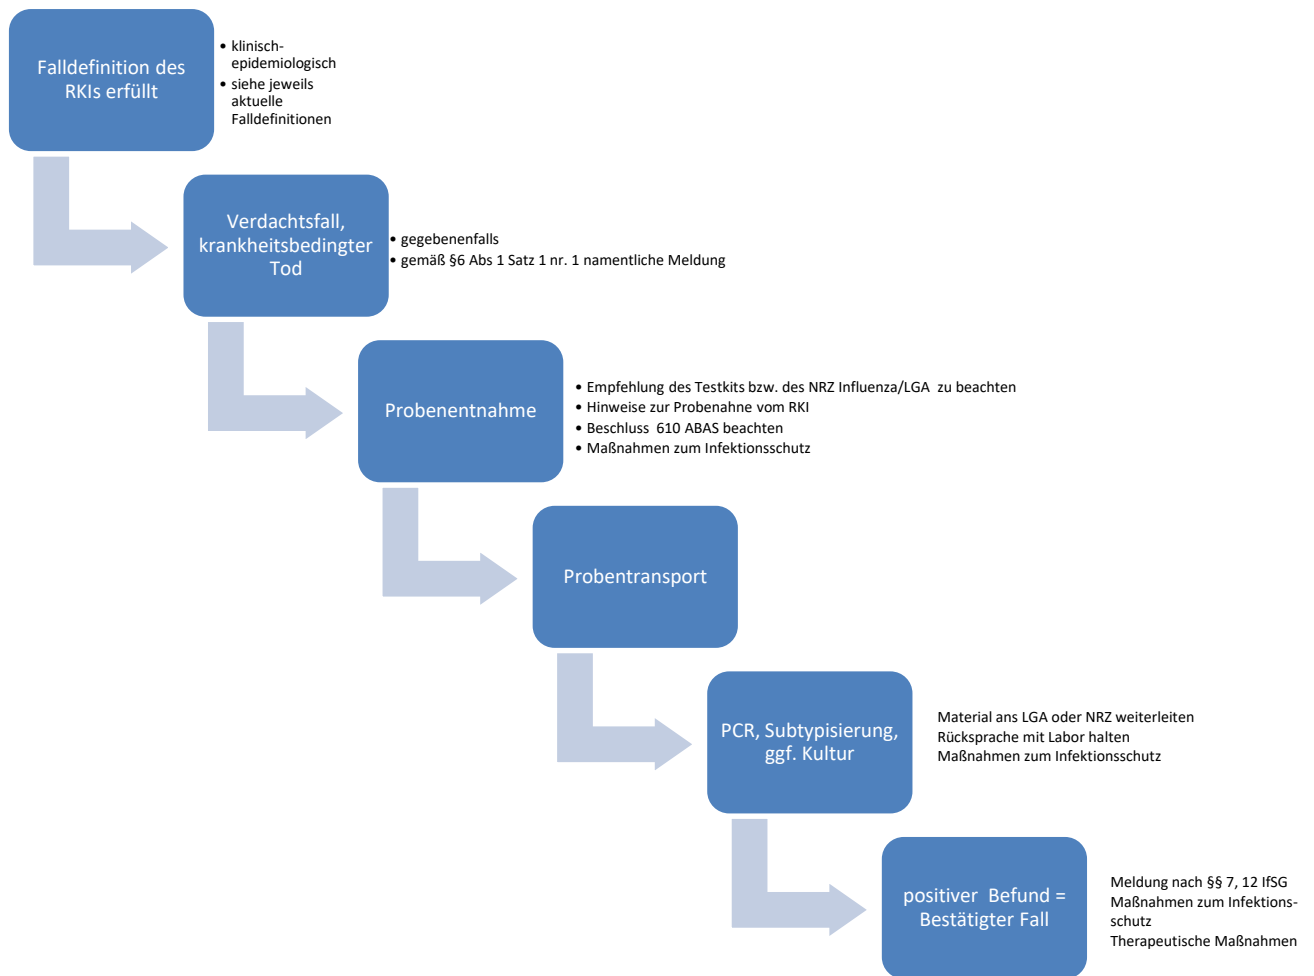 Falldefinition des
RKIs erfüllt
• klinisch-
epidemiologisch
• siehe jeweils
aktuelle
Falldefinitionen
Verdachtsfall,
krankheitsbedingter
Tod
• gegebenenfalls
• gemäß §6 Abs 1 Satz 1 nr. 1 namentliche Meldung
Probenentnahme
• Empfehlung des Testkits bzw. des NRZ Influenza/LGA zu beachten
• Hinweise zur Probenahne vom RKI
• Beschluss 610 ABAS beachten
• Maßnahmen zum Infektionsschutz
Probentransport
PCR, Subtypisierung,
ggf. Kultur
Material ans LGA oder NRZ weiterleiten
Rücksprache mit Labor halten
Maßnahmen zum Infektionsschutz
positiver Befund =
Bestätigter Fall
Meldung nach §§ 7, 12 IfSG
Maßnahmen zum Infektions-
schutz
Therapeutische Maßnahmen